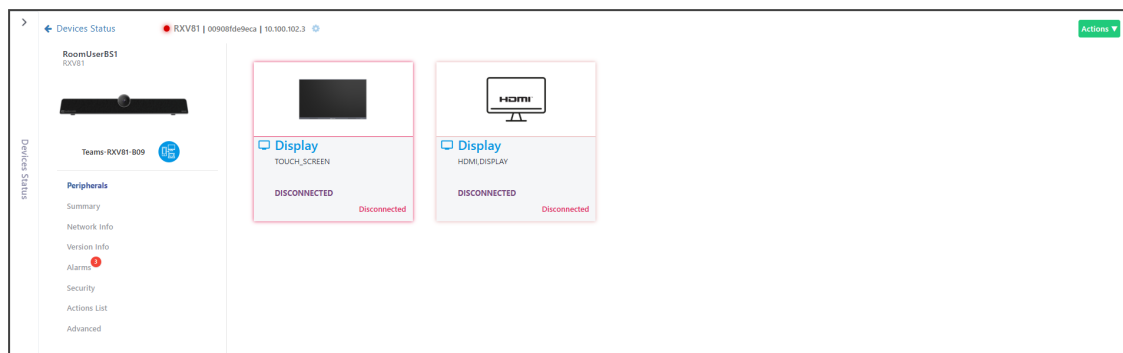 Devices Status
RXV81 | 00908fde9eca | 10.100.102.3
Actions ▼
RoomUserBS1
RXV81
Teams-RXV81-B09
Peripherals
Summary
Network Info
Version Info
Alarms 3
Security
Actions List
Advanced
Devices Status
Display
TOUCH_SCREEN
DISCONNECTED
Disconnected
HDMI
Display
HDMI,DISPLAY
DISCONNECTED
Disconnected